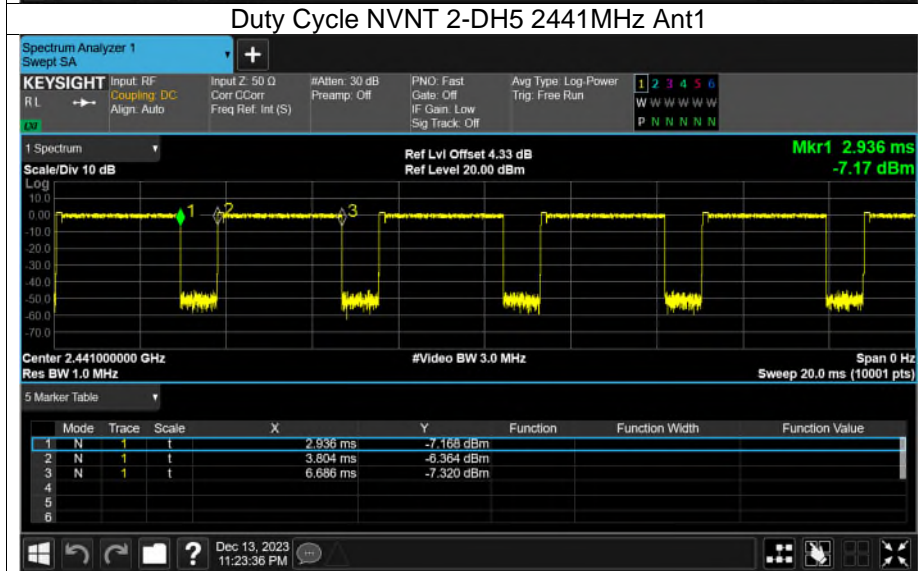 Duty Cycle NVNT 2-DH5 2441MHz Ant1
Spectrum Analyzer 1
Swept SA
+
KEYSIGHT Input: RF Input Z: 50 Ω #Atten: 30 dB PNO: Fast Avg Type: Log-Power 1 2 3 4 5 6
R L Coupling: DC Corr CCorr Preamp: Off Gate: Off Trig: Free Run W W W W W W
Align: Auto Freq Ref: Int (S) IF Gain: Low
LXI Sig Track: Off P N N N N N
1 Spectrum Ref Lvl Offset 4.33 dB Mkr1 2.936 ms
Scale/Div 10 dB Ref Level 20.00 dBm -7.17 dBm
Log
10.0
0.00
-10.0
-20.0
-30.0
-40.0
-50.0
-60.0
-70.0
1 2 3
Center 2.441000000 GHz #Video BW 3.0 MHz Span 0 Hz
Res BW 1.0 MHz Sweep 20.0 ms (10001 pts)
5 Marker Table
Mode Trace Scale X Y Function Function Width Function Value
1 N 1 t 2.936 ms -7.168 dBm
2 N 1 t 3.804 ms -6.364 dBm
3 N 1 t 6.686 ms -7.320 dBm
4
5
6
? Dec 13, 2023
11:23:36 PM